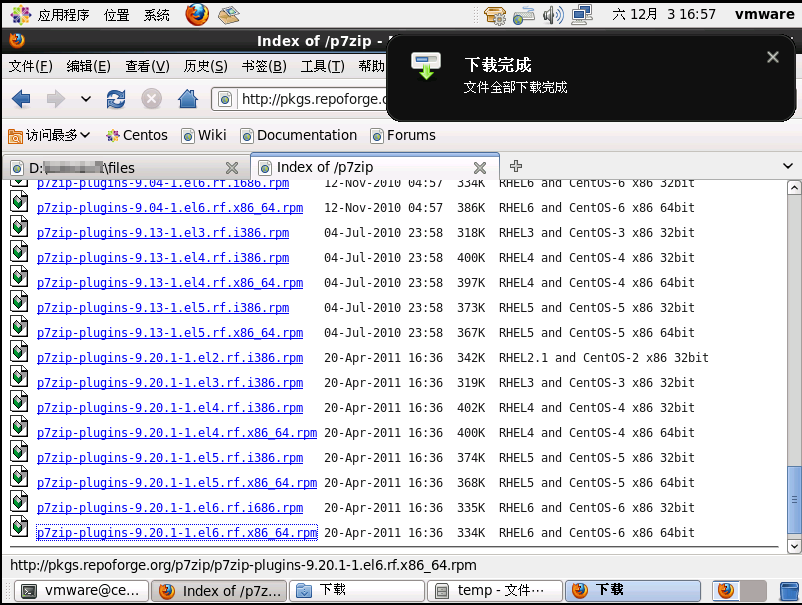 应用程序 位置 系统 六 12月 3 16:57 vmware
Index of /p7zip -
文件(F) 编辑(E) 查看(V) 历史(S) 书签(B) 工具(T) 帮助
下载完成
文件全部下载完成
http://pkgs.repoforge.o
访问最多 Centos Wiki Documentation Forums
D:\ \files Index of /p7zip
p7zip-plugins-9.04-1.el6.rf.i686.rpm 12-Nov-2010 04:57 334K RHEL6 and CentOS-6 x86 32bit
p7zip-plugins-9.04-1.el6.rf.x86_64.rpm 12-Nov-2010 04:57 386K RHEL6 and CentOS-6 x86 64bit
p7zip-plugins-9.13-1.el3.rf.i386.rpm 04-Jul-2010 23:58 318K RHEL3 and CentOS-3 x86 32bit
p7zip-plugins-9.13-1.el4.rf.i386.rpm 04-Jul-2010 23:58 400K RHEL4 and CentOS-4 x86 32bit
p7zip-plugins-9.13-1.el4.rf.x86_64.rpm 04-Jul-2010 23:58 397K RHEL4 and CentOS-4 x86 64bit
p7zip-plugins-9.13-1.el5.rf.i386.rpm 04-Jul-2010 23:58 373K RHEL5 and CentOS-5 x86 32bit
p7zip-plugins-9.13-1.el5.rf.x86_64.rpm 04-Jul-2010 23:58 367K RHEL5 and CentOS-5 x86 64bit
p7zip-plugins-9.20.1-1.el2.rf.i386.rpm 20-Apr-2011 16:36 342K RHEL2.1 and CentOS-2 x86 32bit
p7zip-plugins-9.20.1-1.el3.rf.i386.rpm 20-Apr-2011 16:36 319K RHEL3 and CentOS-3 x86 32bit
p7zip-plugins-9.20.1-1.el4.rf.i386.rpm 20-Apr-2011 16:36 402K RHEL4 and CentOS-4 x86 32bit
p7zip-plugins-9.20.1-1.el4.rf.x86_64.rpm 20-Apr-2011 16:36 400K RHEL4 and CentOS-4 x86 64bit
p7zip-plugins-9.20.1-1.el5.rf.i386.rpm 20-Apr-2011 16:36 374K RHEL5 and CentOS-5 x86 32bit
p7zip-plugins-9.20.1-1.el5.rf.x86_64.rpm 20-Apr-2011 16:36 368K RHEL5 and CentOS-5 x86 64bit
p7zip-plugins-9.20.1-1.el6.rf.i686.rpm 20-Apr-2011 16:36 335K RHEL6 and CentOS-6 x86 32bit
p7zip-plugins-9.20.1-1.el6.rf.x86_64.rpm 20-Apr-2011 16:36 334K RHEL6 and CentOS-6 x86 64bit
http://pkgs.repoforge.org/p7zip/p7zip-plugins-9.20.1-1.el6.rf.x86_64.rpm
vmware@ce... Index of /p7z... 下载 temp - 文件... 下载